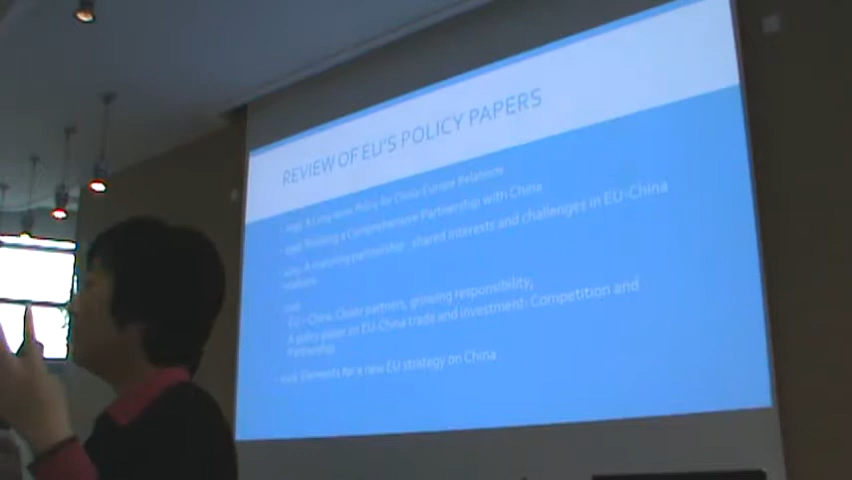 REVIEW OF EU'S POLICY PAPERS
A Long-term Policy for China-Europe Relations
Building a Comprehensive Partnership with China
A maturing partnership: shared interests and challenges in EU-China
relations
EU-China: Closer partners, growing responsibility;
A policy paper on EU-China trade and investment: Competition and
Partnership
Elements for a new EU strategy on China